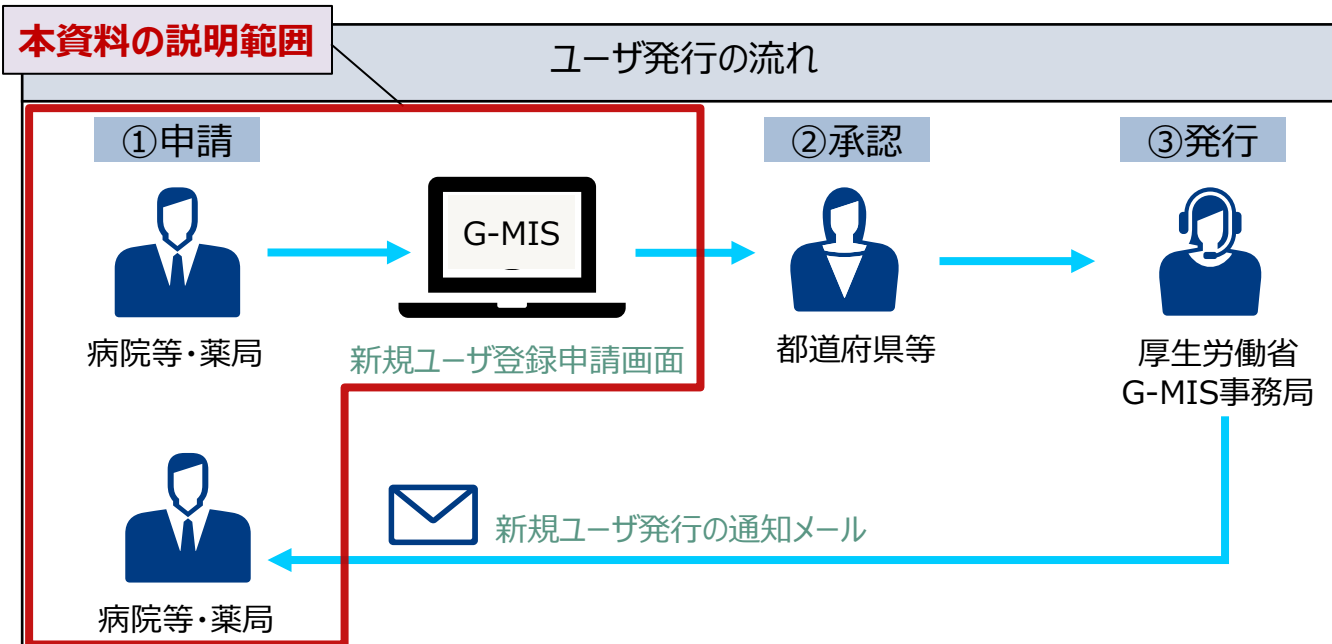 本資料の説明範囲
ユーザ発行の流れ
①申請
②承認
③発行
G-MIS
病院等・薬局
新規ユーザ登録申請画面
都道府県等
厚生労働省
G-MIS事務局
新規ユーザ発行の通知メール
病院等・薬局